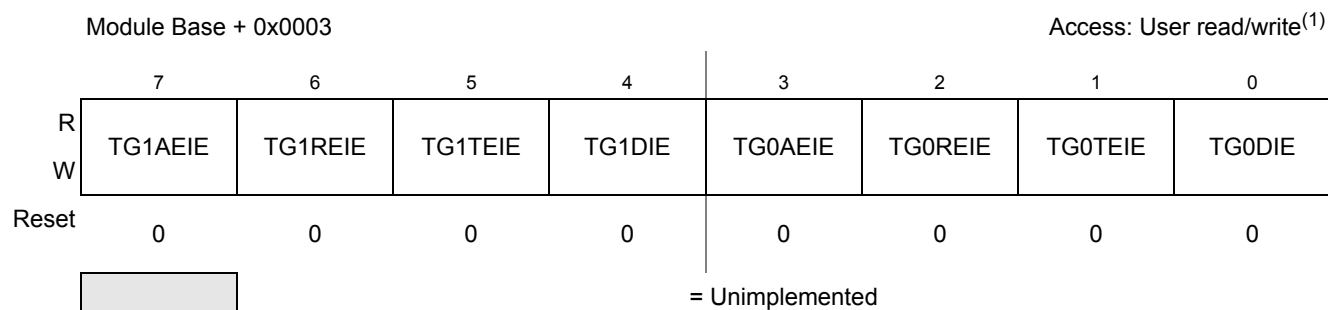 Module Base + 0x0003 Access: User read/write(1)
7 6 5 4 3 2 1 0
R
W
TG1AEIE TG1REIE TG1TEIE TG1DIE TG0AEIE TG0REIE TG0TEIE TG0DIE
Reset 0 0 0 0 0 0 0 0
= Unimplemented